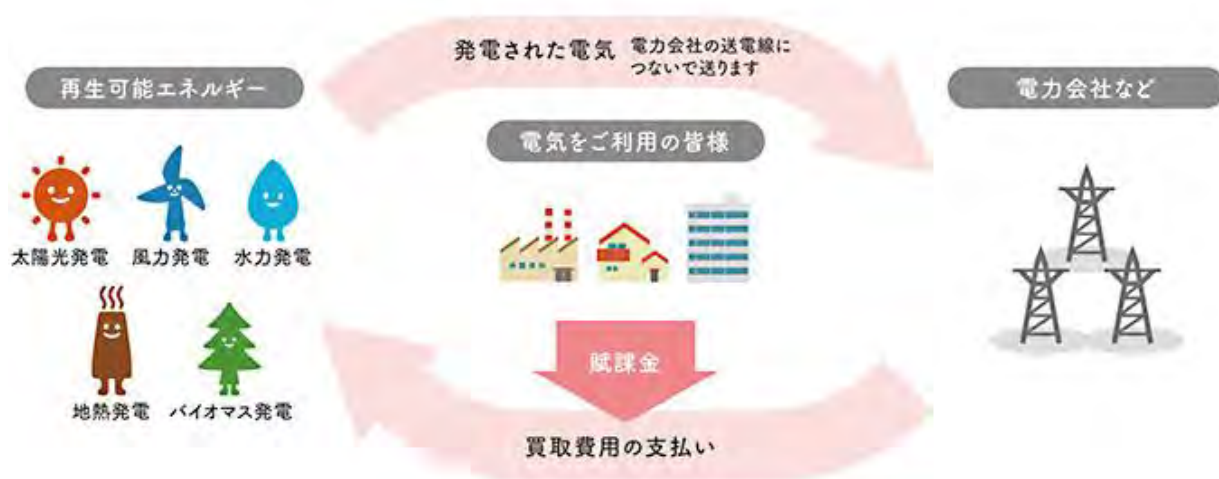 発電された電気 電力会社の送電線に
つないで送ります
再生可能エネルギー
電力会社など
電気をご利用の皆様
太陽光発電 風力発電 水力発電
地熱発電 バイオマス発電
賦課金
買取費用の支払い